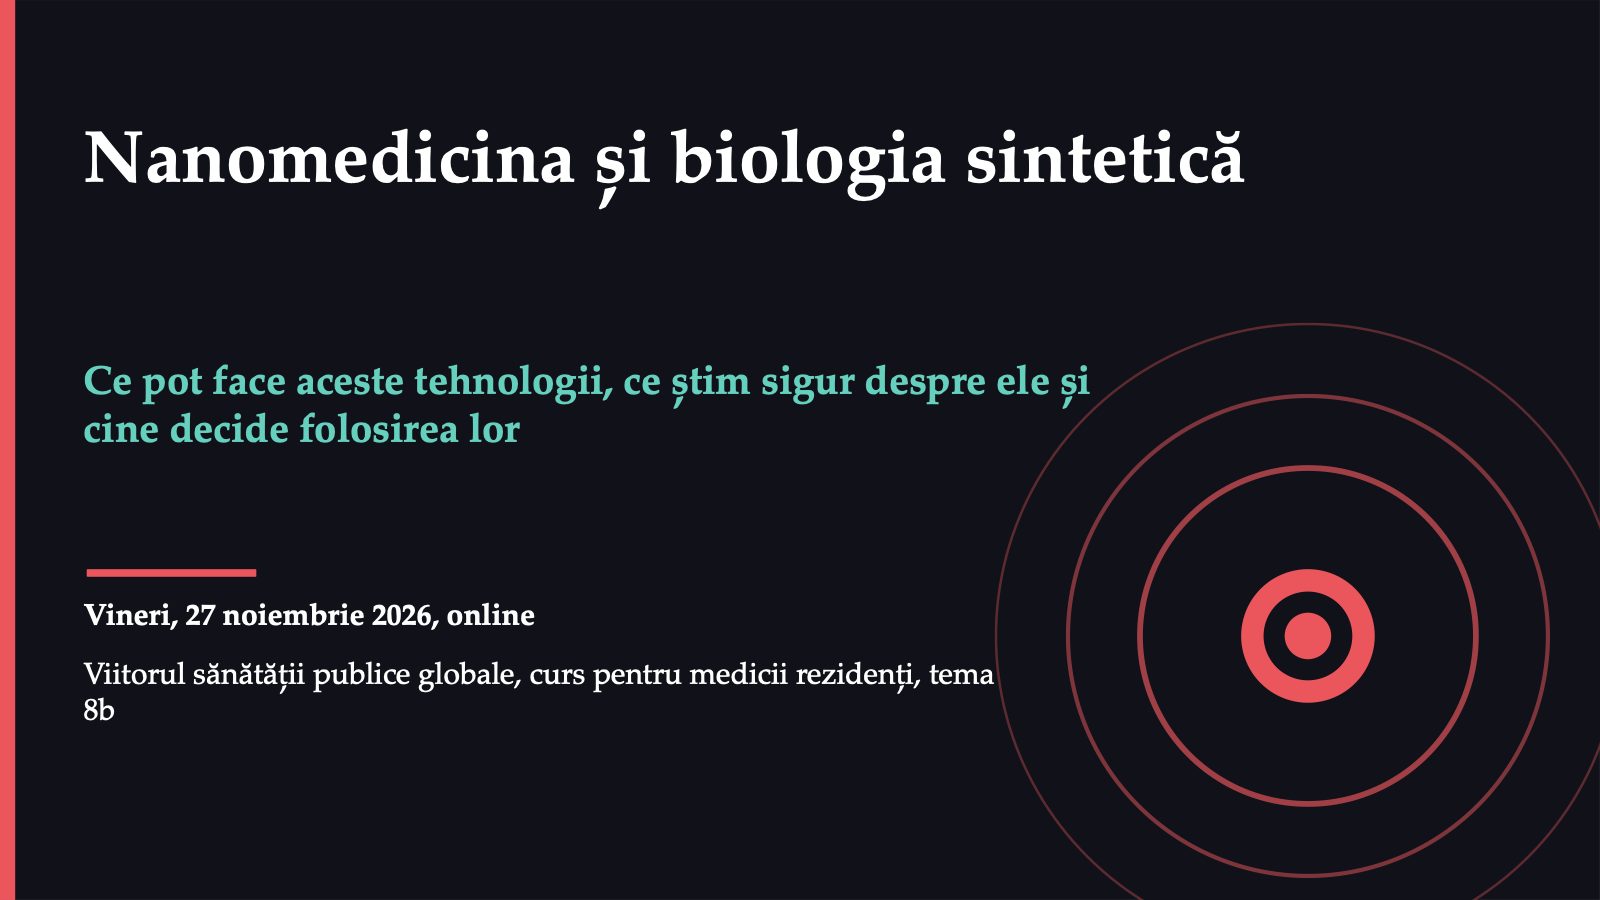 Nanomedicina și biologia sintetică
Ce pot face aceste tehnologii, ce știm sigur despre ele și
cine decide folosirea lor
Vineri, 27 noiembrie 2026, online
Viitorul sănătății publice globale, curs pentru medicii rezidenți, tema
8b